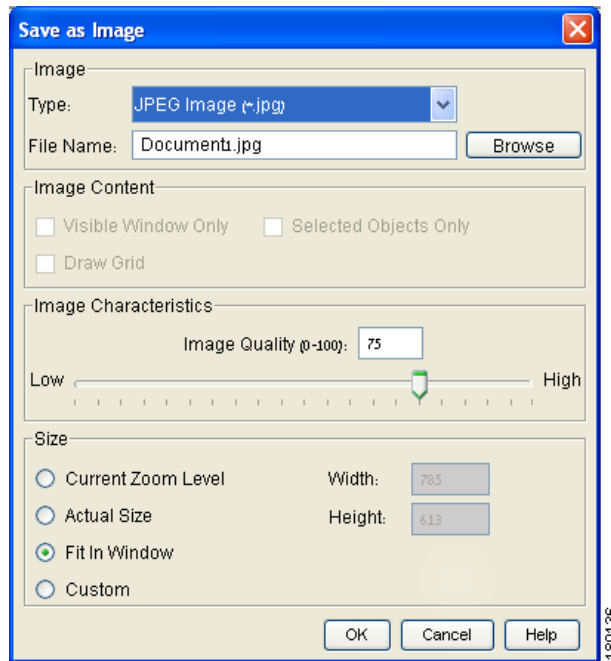 Save as Image
Image
Type: JPEG Image (*.jpg)
File Name: Document1.jpg Browse
Image Content
Visible Window Only Selected Objects Only
Draw Grid
Image Characteristics
Image Quality (0-100): 75
Low High
Size
Current Zoom Level Width: 785
Actual Size Height: 613
Fit In Window
Custom
OK Cancel Help